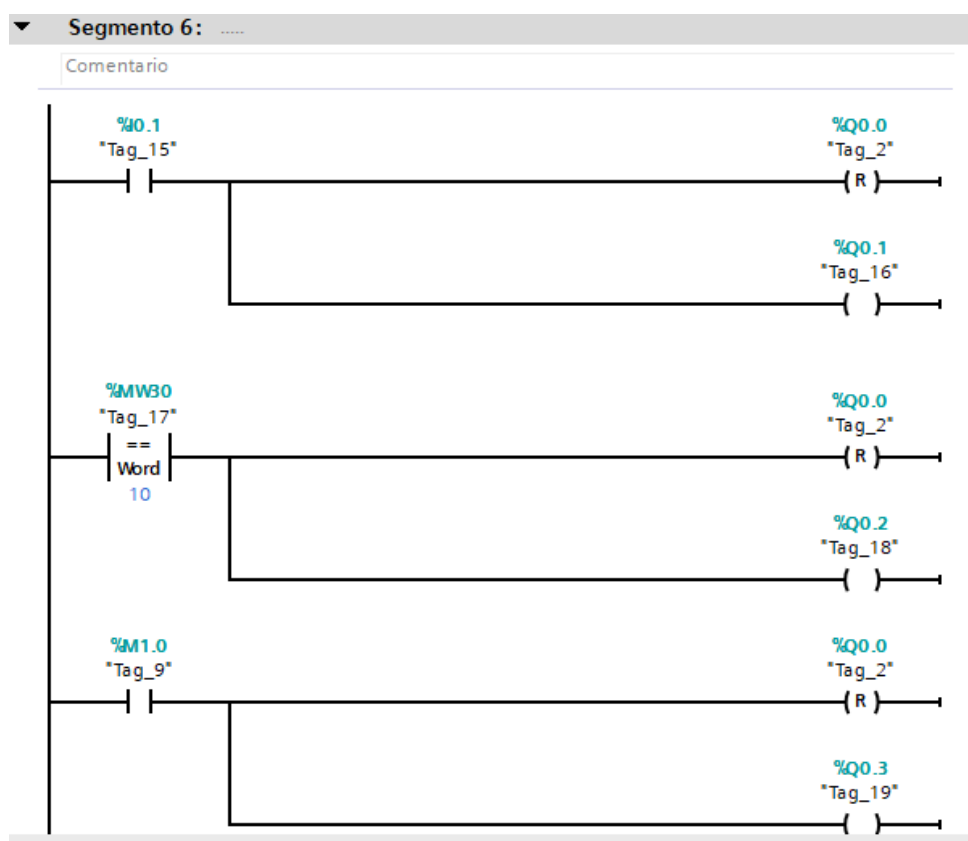 Segmento 6: .....
Comentario
%I0.1
"Tag_15"
%Q0.0
"Tag_2"
( R )
%Q0.1
"Tag_16"
( )
%MW30
"Tag_17"
==
Word
10
%Q0.0
"Tag_2"
( R )
%Q0.2
"Tag_18"
( )
%M1.0
"Tag_9"
%Q0.0
"Tag_2"
( R )
%Q0.3
"Tag_19"
( )